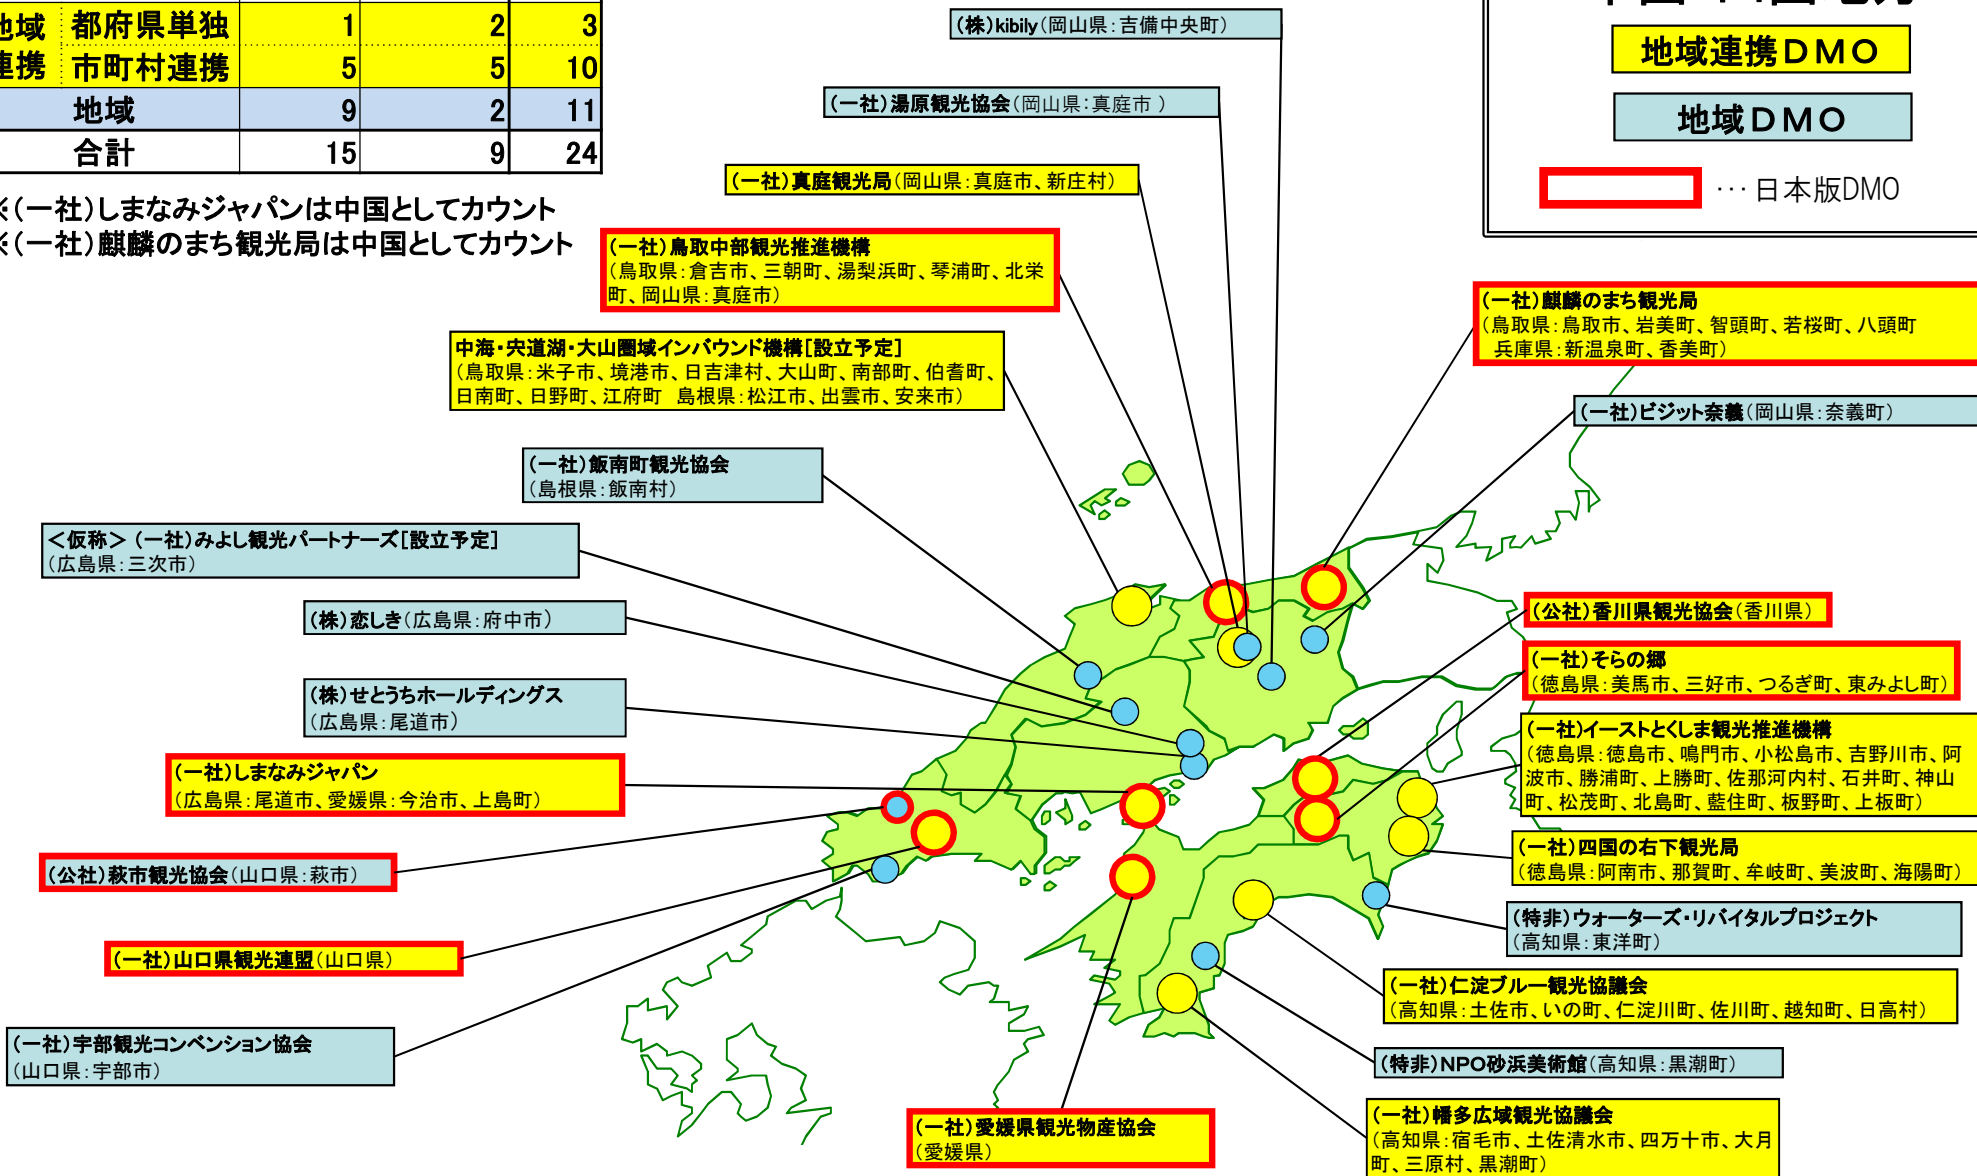 地域 都府県単独 1 2 3
連携 市町村連携 5 5 10
地域 9 2 11
合計 15 9 24
※(一社)しまなみジャパンは中国としてカウント
※(一社)麒麟のまち観光局は中国としてカウント
地域連携DMO
地域DMO
…日本版DMO
(株)kibily(岡山県:吉備中央町)
(一社)湯原観光協会(岡山県:真庭市 )
(一社)真庭観光局(岡山県:真庭市、新庄村)
(一社)鳥取中部観光推進機構
(鳥取県:倉吉市、三朝町、湯梨浜町、琴浦町、北栄
町、岡山県:真庭市)
中海・宍道湖・大山圏域インバウンド機構[設立予定]
(鳥取県:米子市、境港市、日吉津村、大山町、南部町、伯耆町、
日南町、日野町、江府町 島根県:松江市、出雲市、安来市)
(一社)飯南町観光協会
(島根県:飯南村)
<仮称>(一社)みよし観光パートナーズ[設立予定]
(広島県:三次市)
(株)恋しき(広島県:府中市)
(株)せとうちホールディングス
(広島県:尾道市)
(一社)しまなみジャパン
(広島県:尾道市、愛媛県:今治市、上島町)
(公社)萩市観光協会(山口県:萩市)
(一社)山口県観光連盟(山口県)
(一社)宇部観光コンベンション協会
(山口県:宇部市)
(一社)愛媛県観光物産協会
(愛媛県)
(一社)麒麟のまち観光局
(鳥取県:鳥取市、岩美町、智頭町、若桜町、八頭町
兵庫県:新温泉町、香美町)
(一社)ビジット奈義(岡山県:奈義町)
(公社)香川県観光協会(香川県)
(一社)そらの郷
(徳島県:美馬市、三好市、つるぎ町、東みよし町)
(一社)イーストとくしま観光推進機構
(徳島県:徳島市、鳴門市、小松島市、吉野川市、阿
波市、勝浦町、上勝町、佐那河内村、石井町、神山
町、松茂町、北島町、藍住町、板野町、上板町)
(一社)四国の右下観光局
(徳島県:阿南市、那賀町、牟岐町、美波町、海陽町)
(特非)ウォーターズ・リバイタルプロジェクト
(高知県:東洋町)
(一社)仁淀ブルー観光協議会
(高知県:土佐市、いの町、仁淀川町、佐川町、越知町、日高村)
(特非)NPO砂浜美術館(高知県:黒潮町)
(一社)幡多広域観光協議会
(高知県:宿毛市、土佐清水市、四万十市、大月
町、三原村、黒潮町)